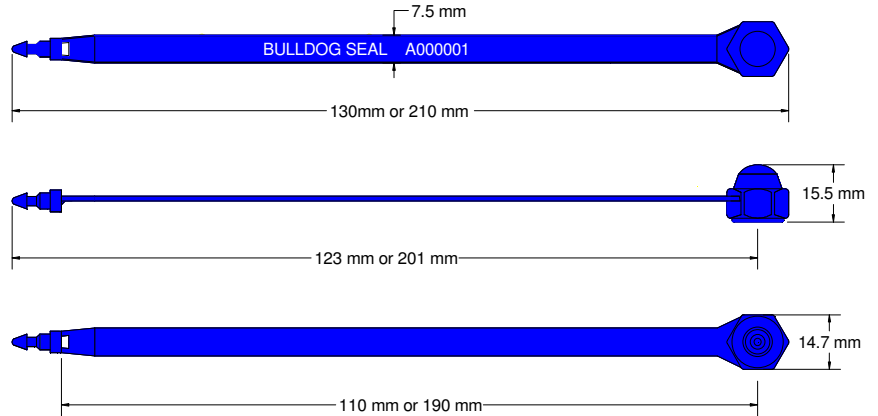 7.5 mm
BULLDOG SEAL A000001
130mm or 210 mm
15.5 mm
123 mm or 201 mm
14.7 mm
110 mm or 190 mm